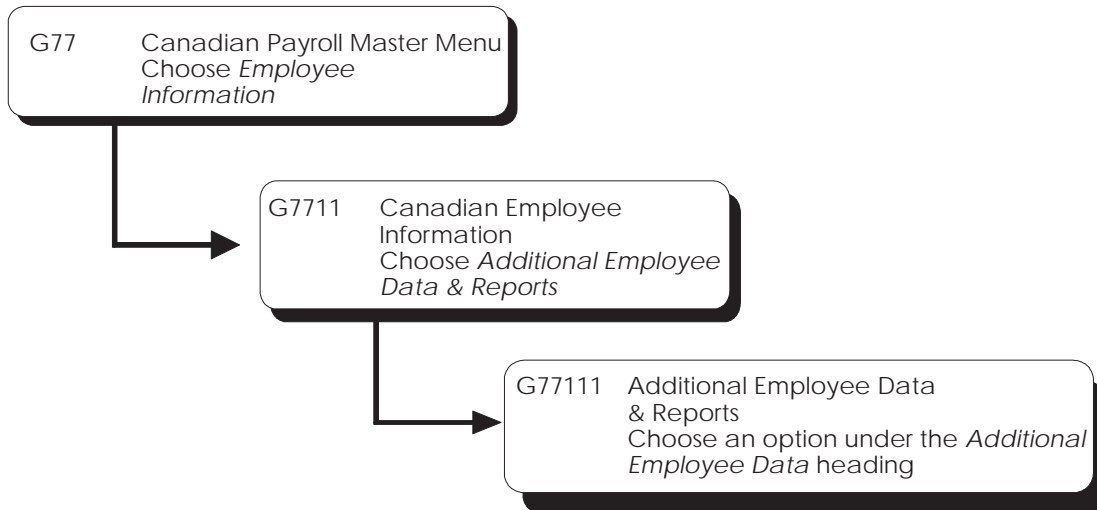 G77 Canadian Payroll Master Menu
Choose Employee
Information
G7711 Canadian Employee
Information
Choose Additional Employee
Data & Reports
G77111 Additional Employee Data
& Reports
Choose an option under the Additional
Employee Data heading